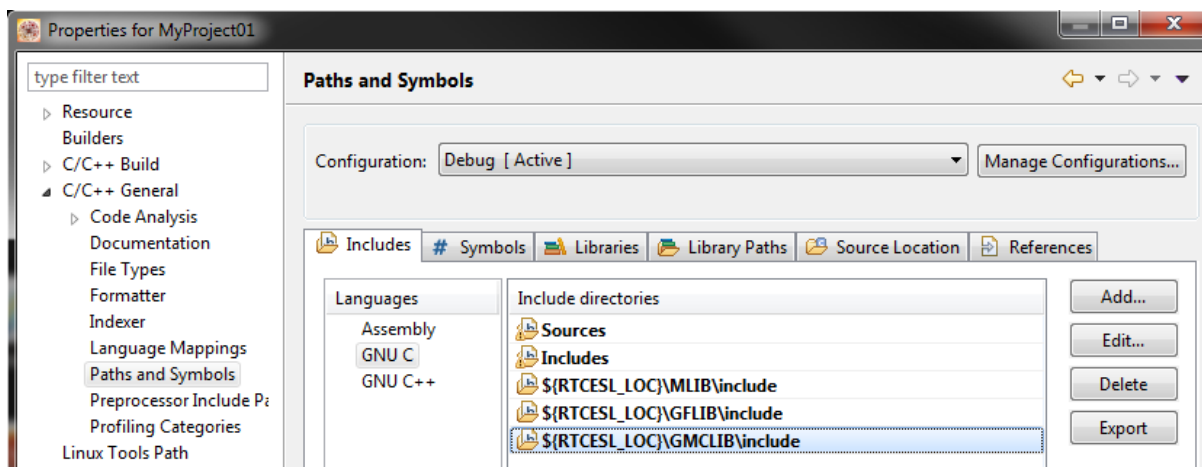 Properties for MyProject01
type filter text
Resource
Builders
C/C++ Build
C/C++ General
Code Analysis
Documentation
File Types
Formatter
Indexer
Language Mappings
Paths and Symbols
Preprocessor Include Pa
Profiling Categories
Linux Tools Path
Paths and Symbols
Configuration: Debug [ Active ] Manage Configurations...
Includes # Symbols Libraries Library Paths Source Location References
Languages
Assembly
GNU C
GNU C++
Include directories
Sources
Includes
${RTCESL_LOC}\MLIB\include
${RTCESL_LOC}\GFLIB\include
${RTCESL_LOC}\GMCLIB\include
Add...
Edit...
Delete
Export